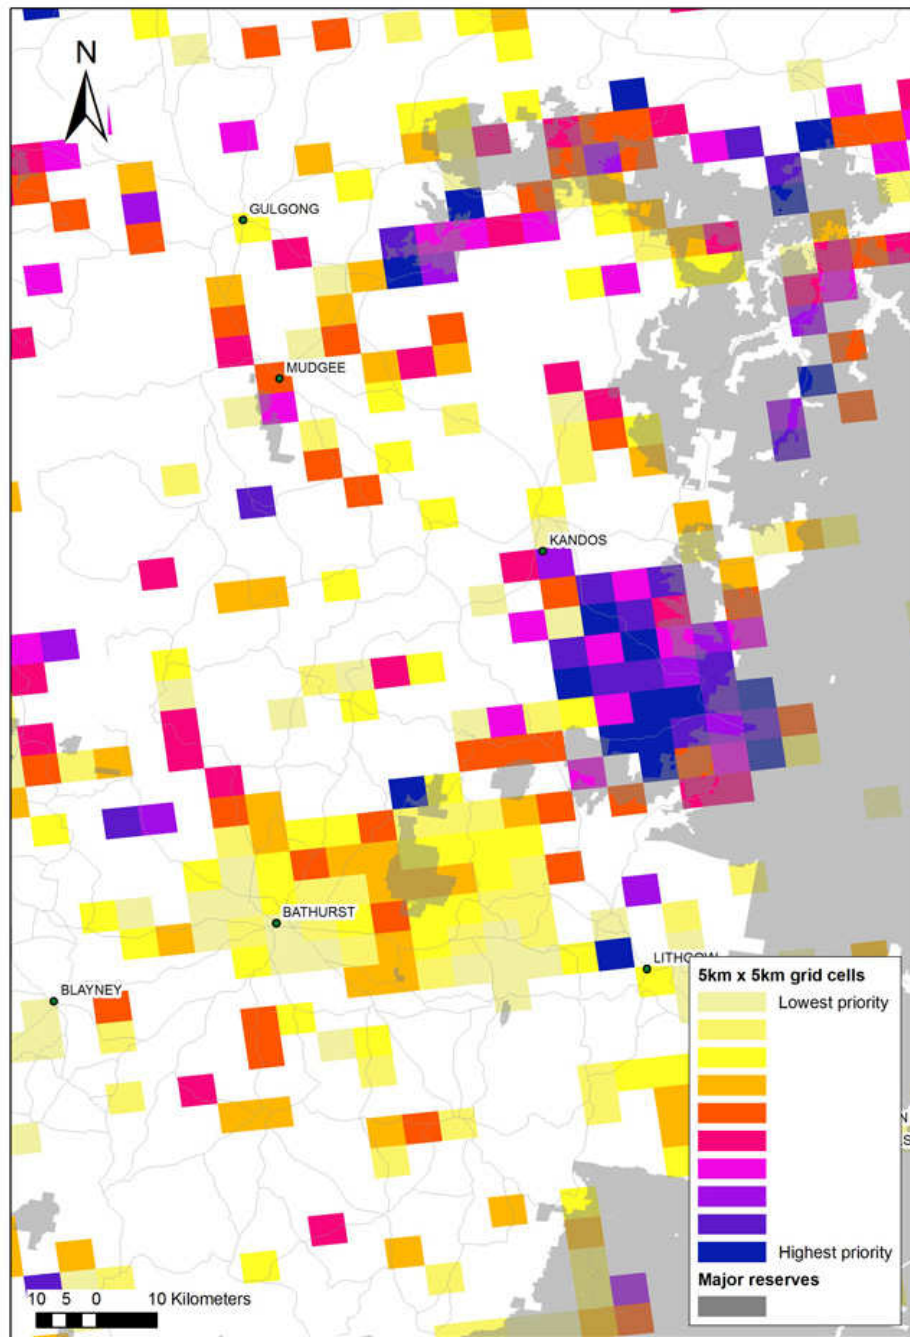 N
GULGONG
MUDGEE
KANDOS
BATHURST
LITHGOW
BLAYNEY
5km x 5km grid cells
Lowest priority
Highest priority
Major reserves
10 5 0 10 Kilometers
N
S